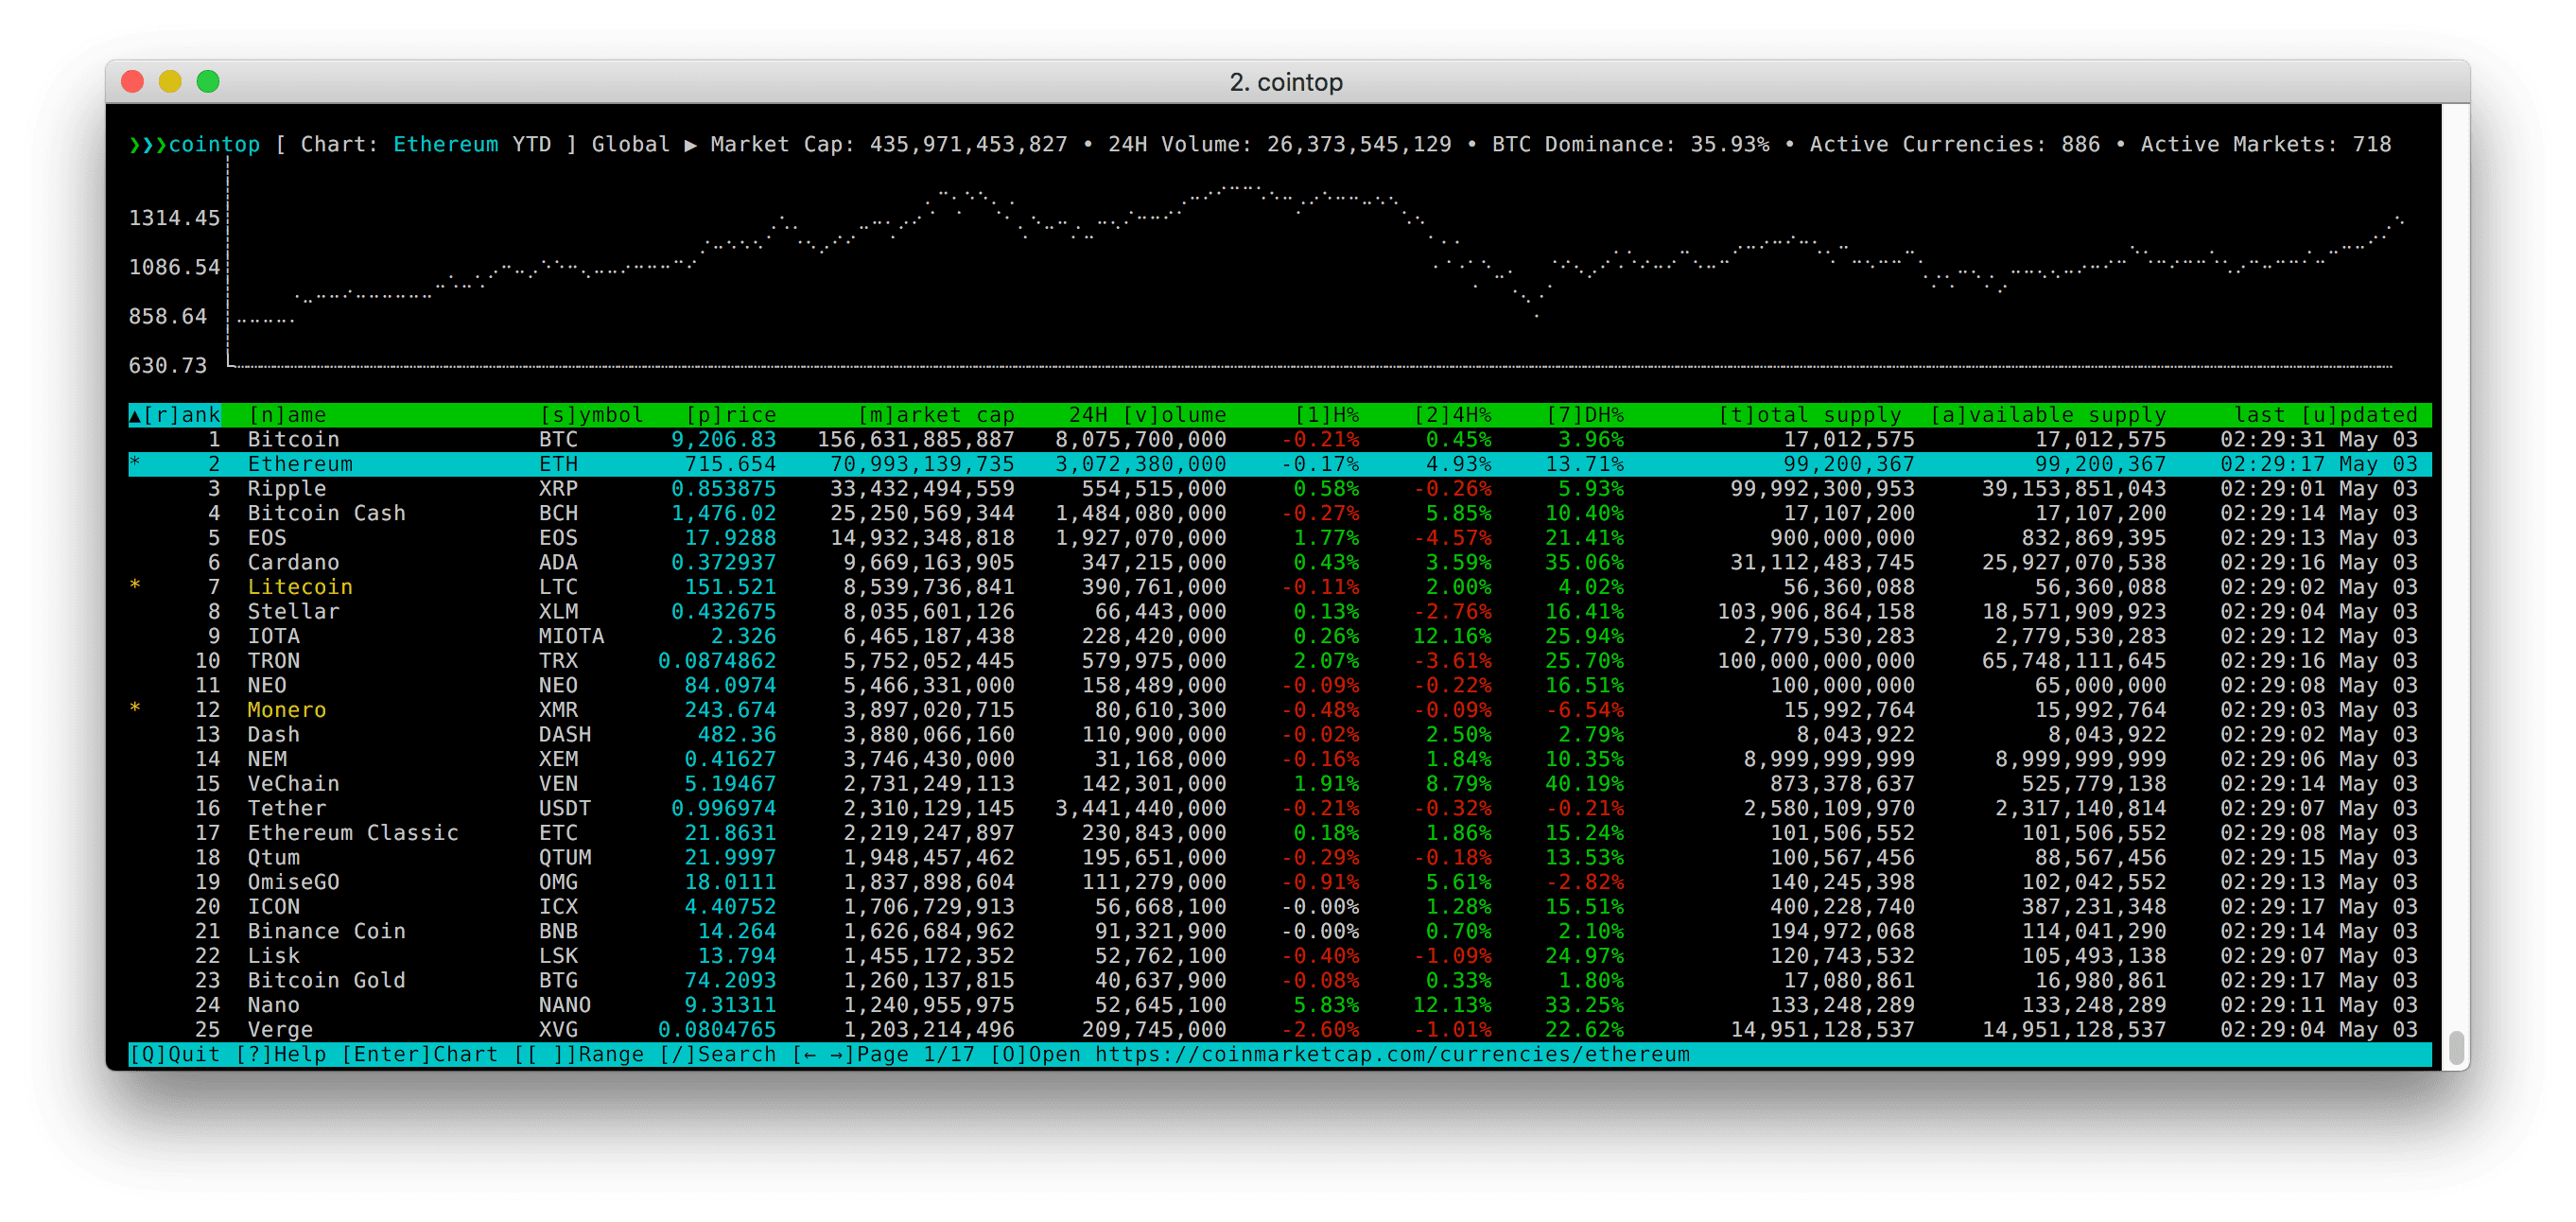 2. cointop
❯❯❯cointop [ Chart: Ethereum YTD ] Global ▶ Market Cap: 435,971,453,827 • 24H Volume: 26,373,545,129 • BTC Dominance: 35.93% • Active Currencies: 886 • Active Markets: 718
1314.45
1086.54
858.64
630.73
▲[r]ank [n]ame [s]ymbol [p]rice [m]arket cap 24H [v]olume [1]H% [2]4H% [7]DH% [t]otal supply [a]vailable supply last [u]pdated
1 Bitcoin BTC 9,206.83 156,631,885,887 8,075,700,000 -0.21% 0.45% 3.96% 17,012,575 17,012,575 02:29:31 May 03
* 2 Ethereum ETH 715.654 70,993,139,735 3,072,380,000 -0.17% 4.93% 13.71% 99,200,367 99,200,367 02:29:17 May 03
3 Ripple XRP 0.853875 33,432,494,559 554,515,000 0.58% -0.26% 5.93% 99,992,300,953 39,153,851,043 02:29:01 May 03
4 Bitcoin Cash BCH 1,476.02 25,250,569,344 1,484,080,000 -0.27% 5.85% 10.40% 17,107,200 17,107,200 02:29:14 May 03
5 EOS EOS 17.9288 14,932,348,818 1,927,070,000 1.77% -4.57% 21.41% 900,000,000 832,869,395 02:29:13 May 03
6 Cardano ADA 0.372937 9,669,163,905 347,215,000 0.43% 3.59% 35.06% 31,112,483,745 25,927,070,538 02:29:16 May 03
* 7 Litecoin LTC 151.521 8,539,736,841 390,761,000 -0.11% 2.00% 4.02% 56,360,088 56,360,088 02:29:02 May 03
8 Stellar XLM 0.432675 8,035,601,126 66,443,000 0.13% -2.76% 16.41% 103,906,864,158 18,571,909,923 02:29:04 May 03
9 IOTA MIOTA 2.326 6,465,187,438 228,420,000 0.26% 12.16% 25.94% 2,779,530,283 2,779,530,283 02:29:12 May 03
10 TRON TRX 0.0874862 5,752,052,445 579,975,000 2.07% -3.61% 25.70% 100,000,000,000 65,748,111,645 02:29:16 May 03
11 NEO NEO 84.0974 5,466,331,000 158,489,000 -0.09% -0.22% 16.51% 100,000,000 65,000,000 02:29:08 May 03
* 12 Monero XMR 243.674 3,897,020,715 80,610,300 -0.48% -0.09% -6.54% 15,992,764 15,992,764 02:29:03 May 03
13 Dash DASH 482.36 3,880,066,160 110,900,000 -0.02% 2.50% 2.79% 8,043,922 8,043,922 02:29:02 May 03
14 NEM XEM 0.41627 3,746,430,000 31,168,000 -0.16% 1.84% 10.35% 8,999,999,999 8,999,999,999 02:29:06 May 03
15 VeChain VEN 5.19467 2,731,249,113 142,301,000 1.91% 8.79% 40.19% 873,378,637 525,779,138 02:29:14 May 03
16 Tether USDT 0.996974 2,310,129,145 3,441,440,000 -0.21% -0.32% -0.21% 2,580,109,970 2,317,140,814 02:29:07 May 03
17 Ethereum Classic ETC 21.8631 2,219,247,897 230,843,000 0.18% 1.86% 15.24% 101,506,552 101,506,552 02:29:08 May 03
18 Qtum QTUM 21.9997 1,948,457,462 195,651,000 -0.29% -0.18% 13.53% 100,567,456 88,567,456 02:29:15 May 03
19 OmiseGO OMG 18.0111 1,837,898,604 111,279,000 -0.91% 5.61% -2.82% 140,245,398 102,042,552 02:29:13 May 03
20 ICON ICX 4.40752 1,706,729,913 56,668,100 -0.00% 1.28% 15.51% 400,228,740 387,231,348 02:29:17 May 03
21 Binance Coin BNB 14.264 1,626,684,962 91,321,900 -0.00% 0.70% 2.10% 194,972,068 114,041,290 02:29:14 May 03
22 Lisk LSK 13.794 1,455,172,352 52,762,100 -0.40% -1.09% 24.97% 120,743,532 105,493,138 02:29:07 May 03
23 Bitcoin Gold BTG 74.2093 1,260,137,815 40,637,900 -0.08% 0.33% 1.80% 17,080,861 16,980,861 02:29:17 May 03
24 Nano NANO 9.31311 1,240,955,975 52,645,100 5.83% 12.13% 33.25% 133,248,289 133,248,289 02:29:11 May 03
25 Verge XVG 0.0804765 1,203,214,496 209,745,000 -2.60% -1.01% 22.62% 14,951,128,537 14,951,128,537 02:29:04 May 03
[Q]Quit [?]Help [Enter]Chart [[ ]]Range [/]Search [← →]Page 1/17 [O]Open https://coinmarketcap.com/currencies/ethereum